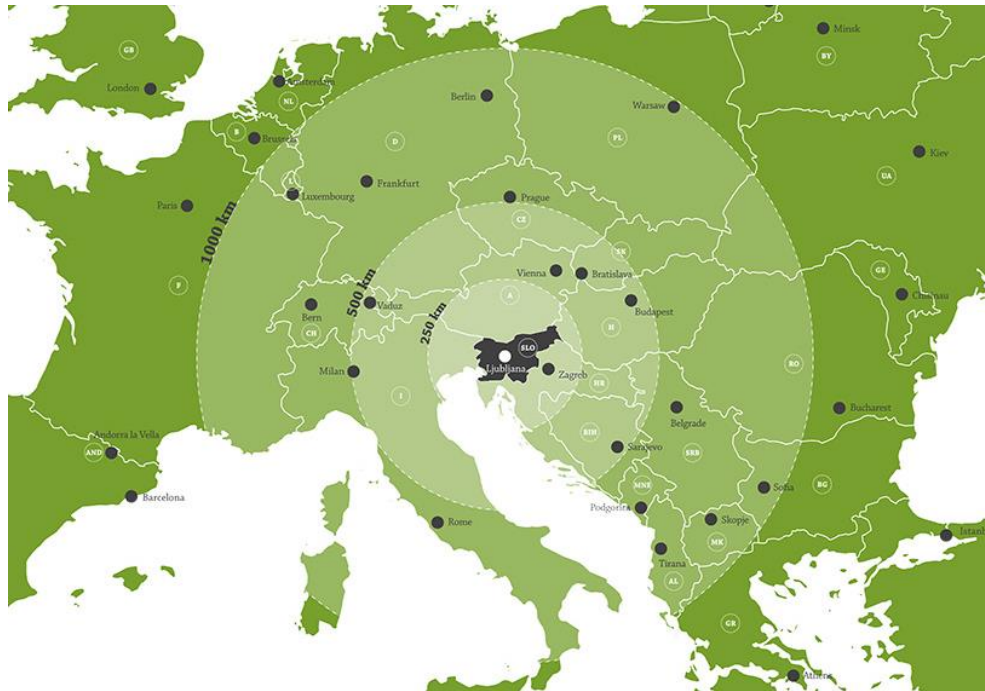 Minsk
GB
BY
London
Amsterdam
NL
Berlin
Warsaw
B
Brussels
D
PL
Kiev
L
Frankfurt
UA
Luxembourg
Prague
Paris
CZ
1000 km
SK
Vienna
Bratislava
GE
F
500 km
A
Chisinau
Vaduz
Bern
Budapest
250 km
H
CH
SLO
Ljubljana
Zagreb
RO
Milan
HR
I
Bucharest
Belgrade
BIH
Andorra la Vella
AND
Sarajevo
SRB
MNE
Sofia
BG
Barcelona
Podgorica
Rome
Skopje
Istanb
MK
Tirana
AL
GR
Athens